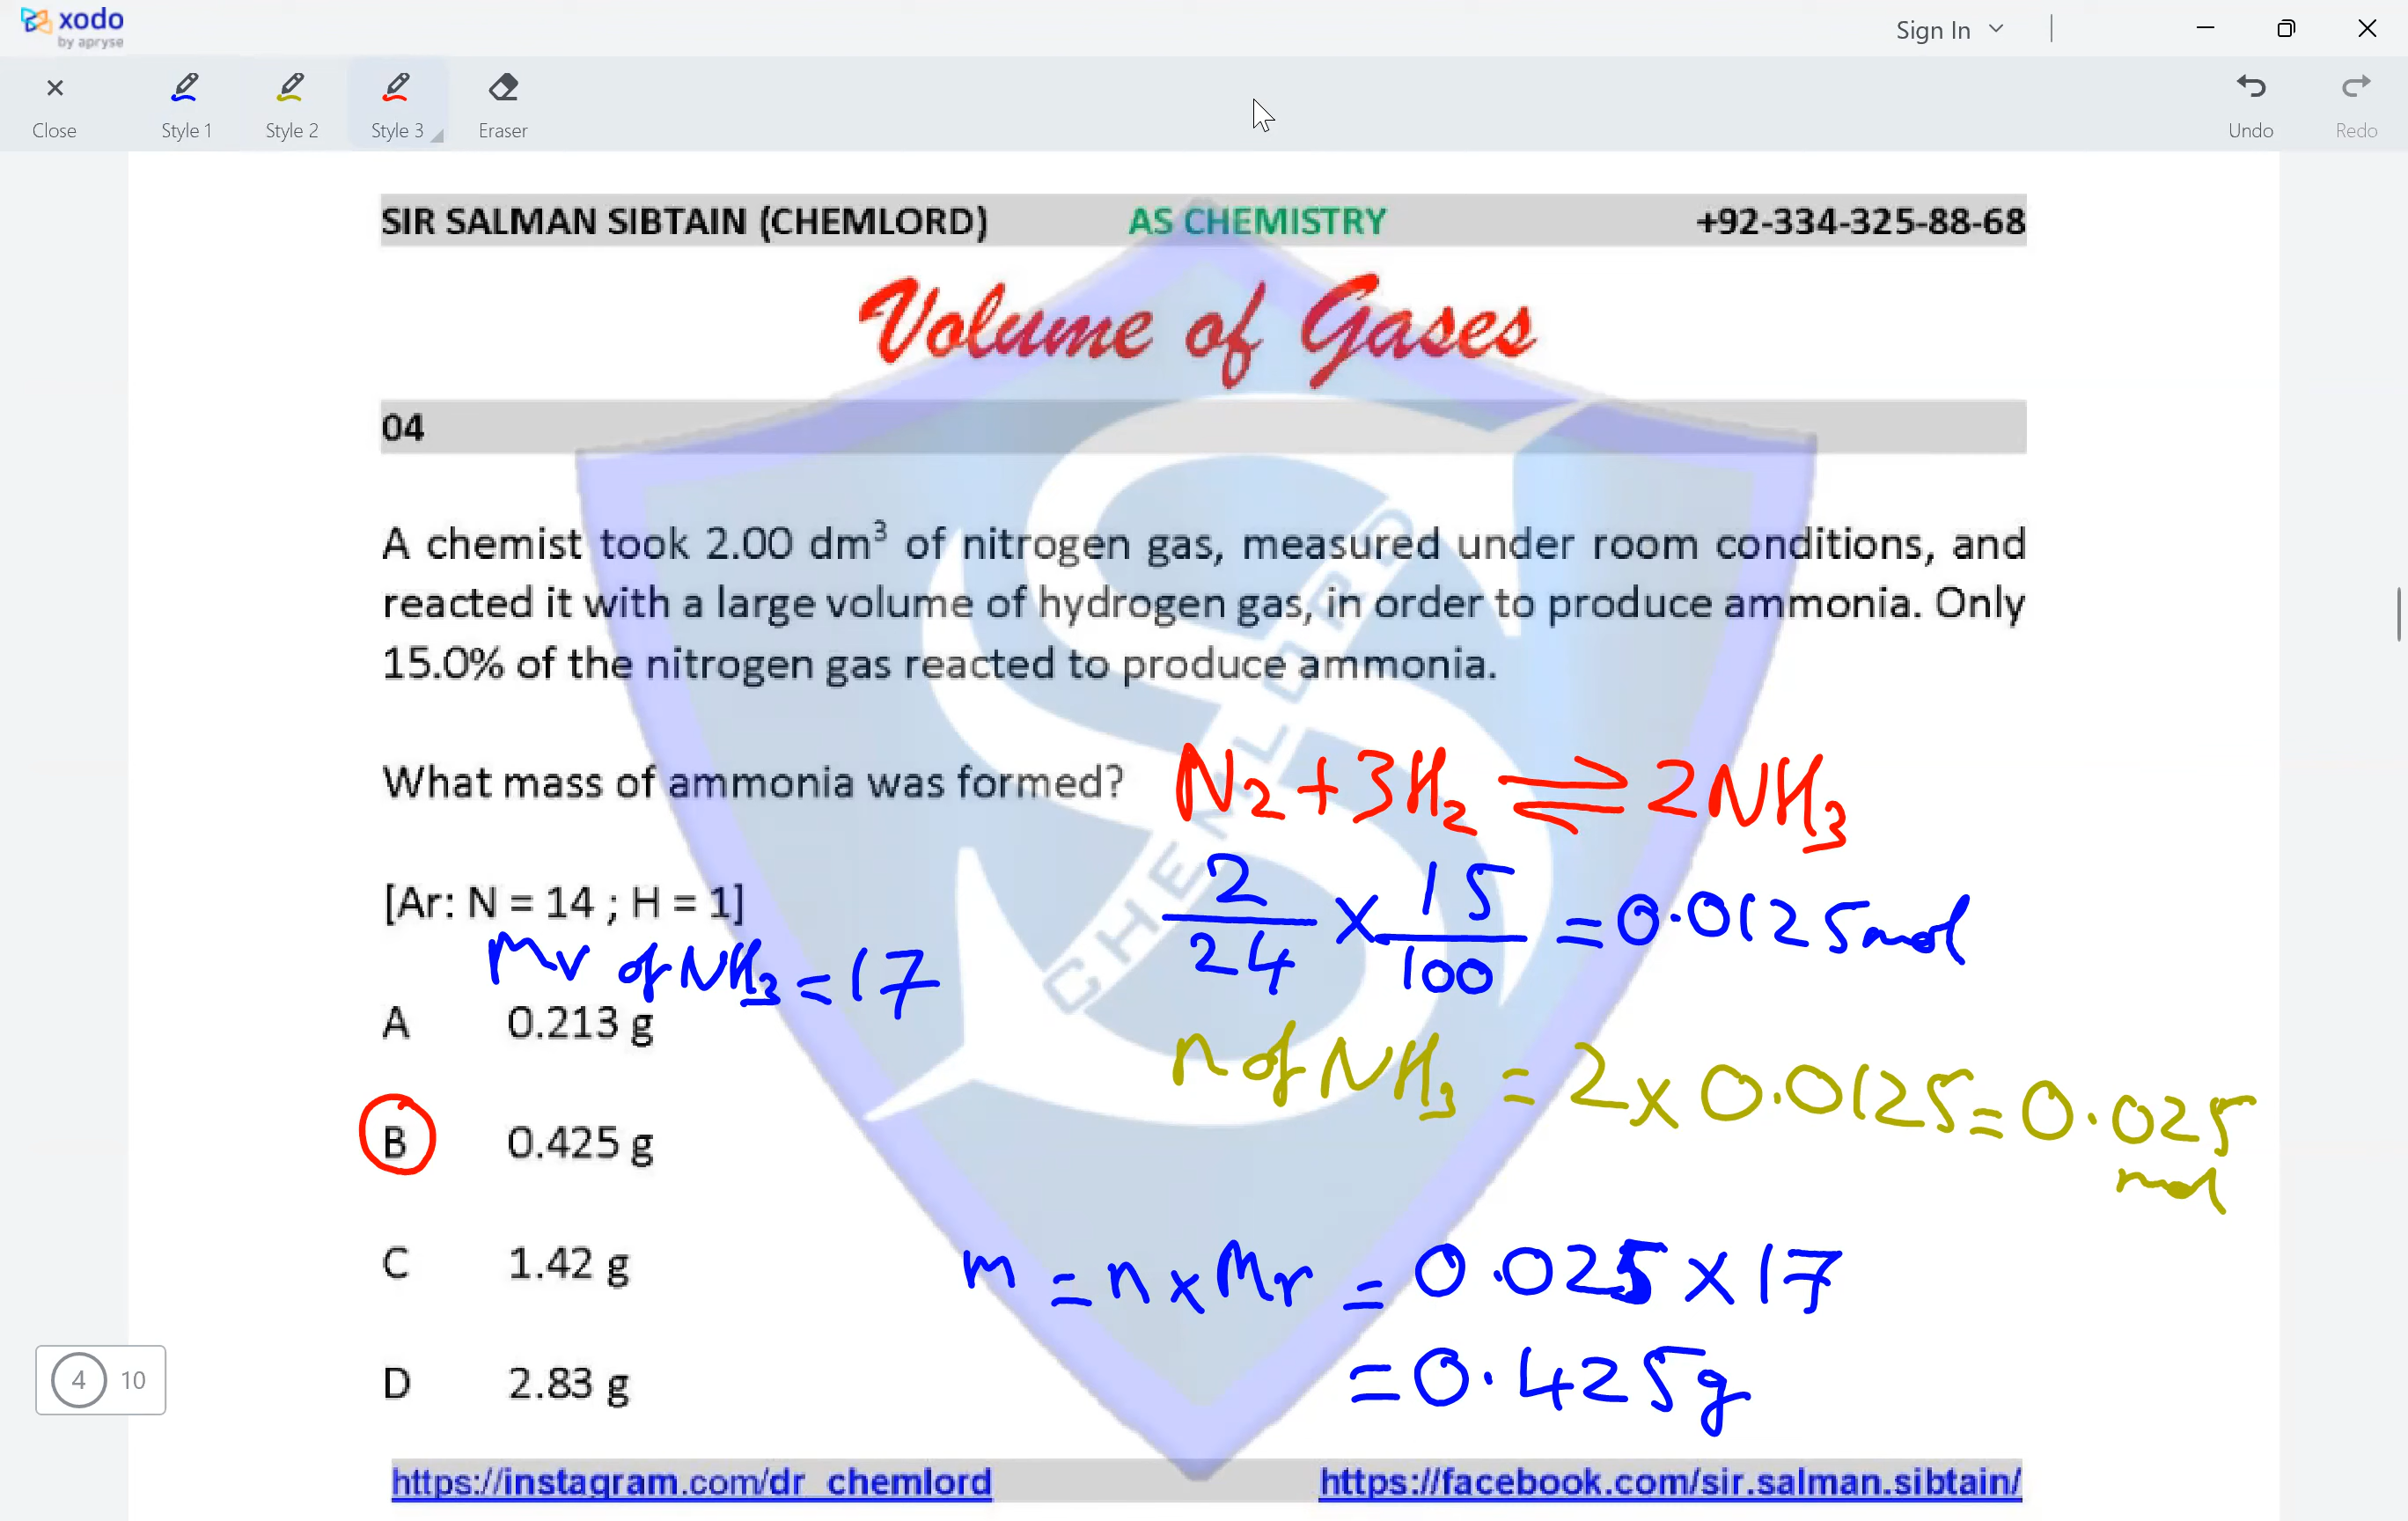 xodo
by apryse
Sign In
Close
Style 1
Style 2
Style 3
Eraser
Undo
Redo
SIR SALMAN SIBTAIN (CHEMLORD) AS CHEMISTRY +92-334-325-88-68
Volume of Gases
04
A chemist took 2.00 dm³ of nitrogen gas, measured under room conditions, and
reacted it with a large volume of hydrogen gas, in order to produce ammonia. Only
15.0% of the nitrogen gas reacted to produce ammonia.
What mass of ammonia was formed?
N₂ + 3H₂ ⇌ 2NH₃
[Ar: N = 14 ; H = 1]
2/24 × 15/100 = 0.0125 mol
Mr of NH₃ = 17
A 0.213 g
n of NH₃ = 2 × 0.0125 = 0.025
mol
B 0.425 g
C 1.42 g
m = n × Mr = 0.025 × 17
= 0.425 g
D 2.83 g
CHEMLORD
4 10
https://instagram.com/dr_chemlord https://facebook.com/sir.salman.sibtain/